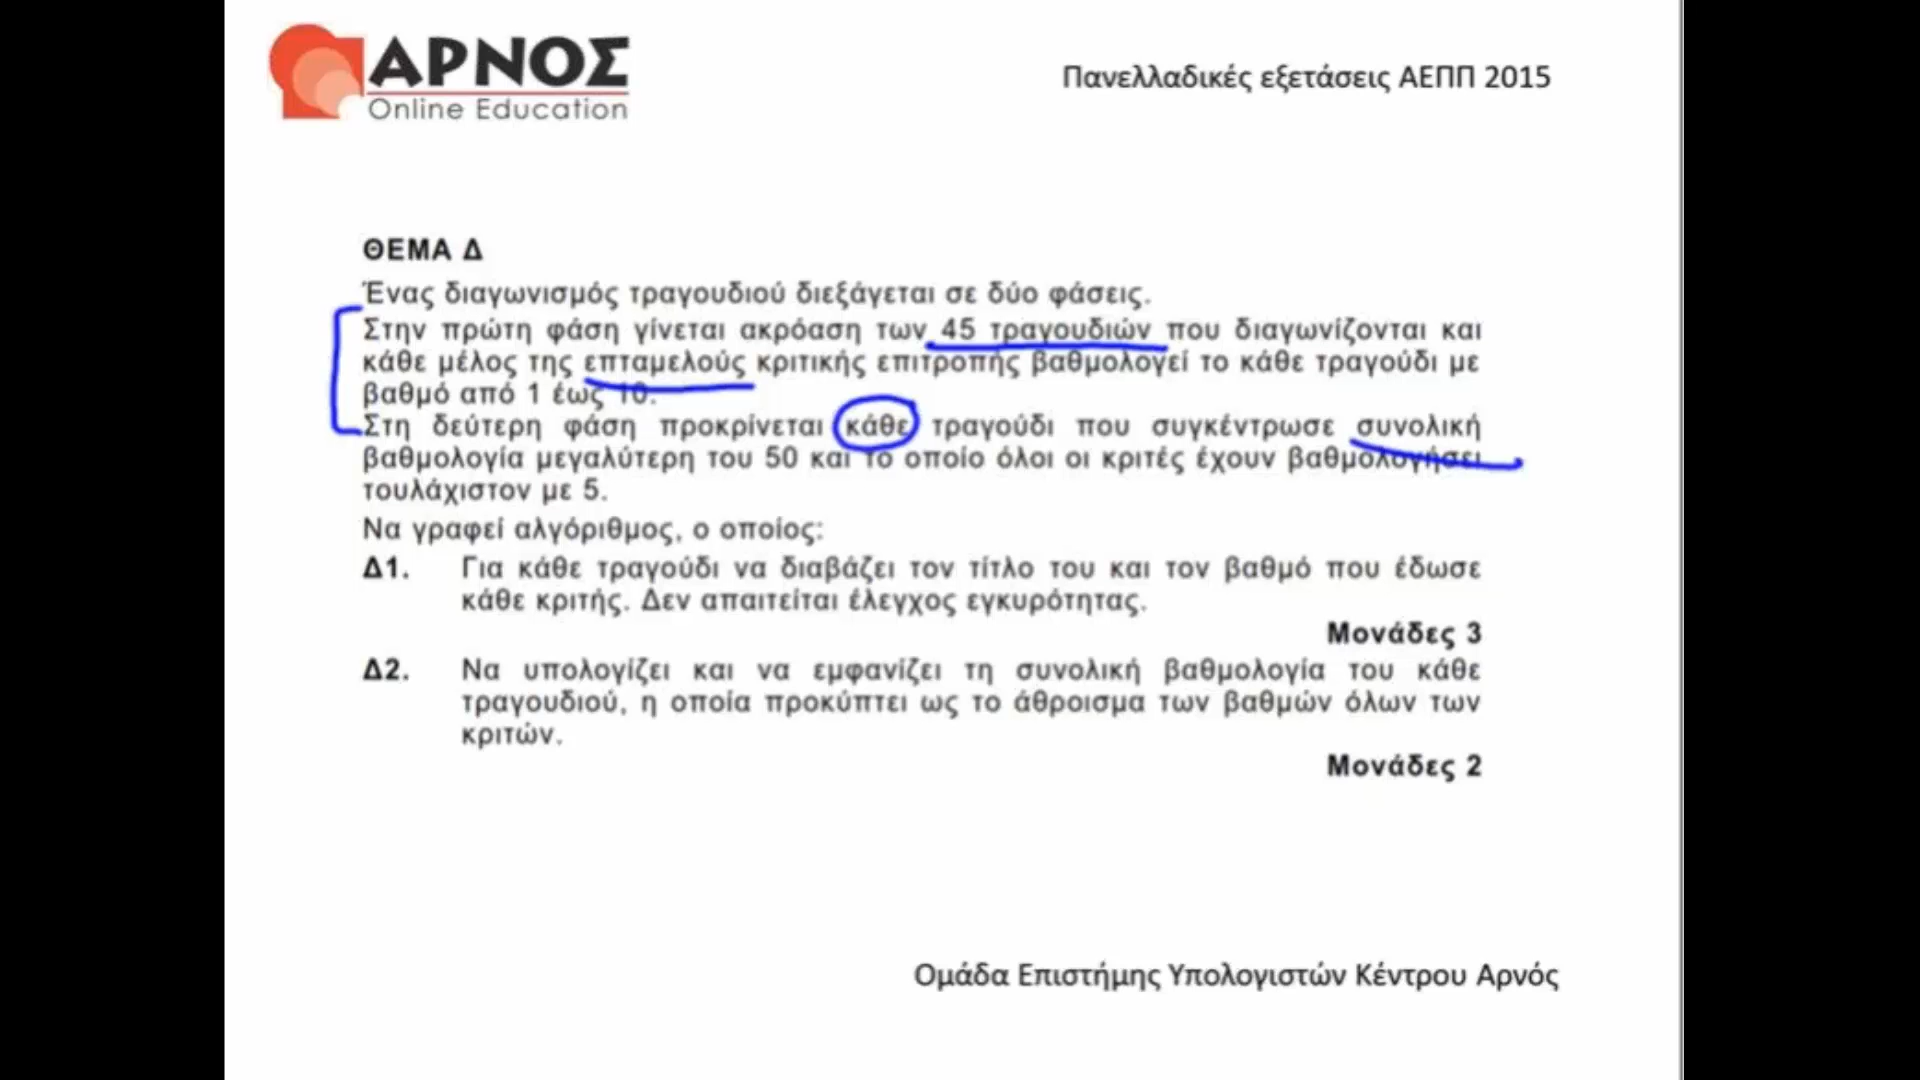 ΑΡΝΟΣ
Online Education
Πανελλαδικές εξετάσεις ΑΕΠΠ 2015
ΘΕΜΑ Δ
Ένας διαγωνισμός τραγουδιού διεξάγεται σε δύο φάσεις.
Στην πρώτη φάση γίνεται ακρόαση των 45 τραγουδιών που διαγωνίζονται και
κάθε μέλος της επταμελούς κριτικής επιτροπής βαθμολογεί το κάθε τραγούδι με
βαθμό από 1 έως 10.
Στη δεύτερη φάση προκρίνεται κάθε τραγούδι που συγκέντρωσε συνολική
βαθμολογία μεγαλύτερη του 50 και το οποίο όλοι οι κριτές έχουν βαθμολογήσει
τουλάχιστον με 5.
Να γραφεί αλγόριθμος, ο οποίος:
Δ1. Για κάθε τραγούδι να διαβάζει τον τίτλο του και τον βαθμό που έδωσε
κάθε κριτής. Δεν απαιτείται έλεγχος εγκυρότητας.
Μονάδες 3
Δ2. Να υπολογίζει και να εμφανίζει τη συνολική βαθμολογία του κάθε
τραγουδιού, η οποία προκύπτει ως το άθροισμα των βαθμών όλων των
κριτών.
Μονάδες 2
Ομάδα Επιστήμης Υπολογιστών Κέντρου Αρνός